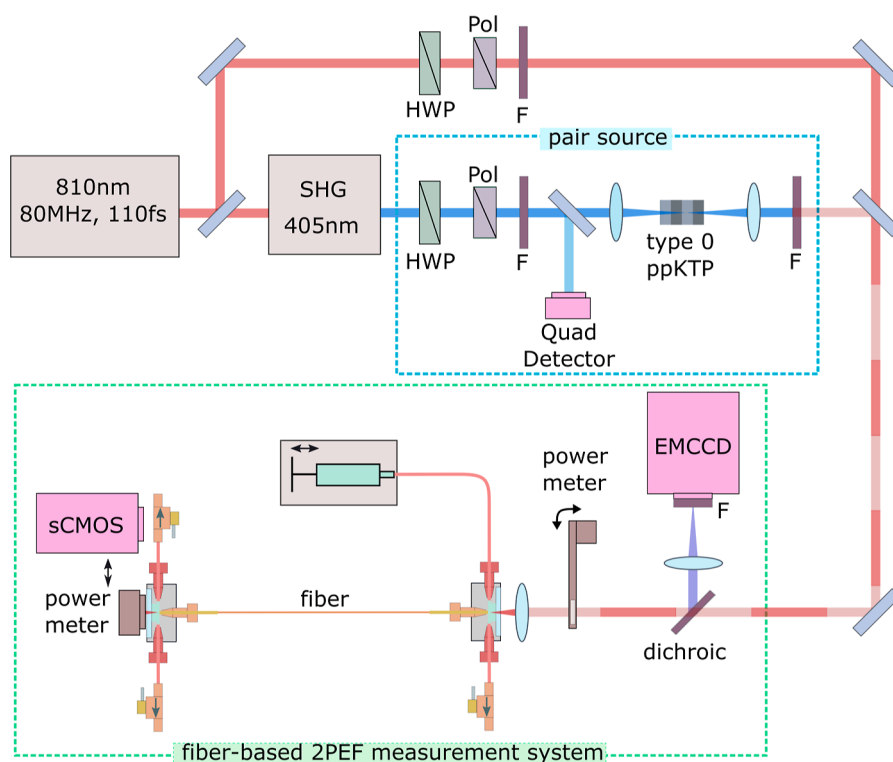 Pol
HWP
F
pair source
810nm
80MHz, 110fs
SHG
405nm
Pol
HWP
F
type 0
ppKTP
F
Quad
Detector
EMCCD
F
power
meter
sCMOS
power
meter
fiber
dichroic
fiber-based 2PEF measurement system